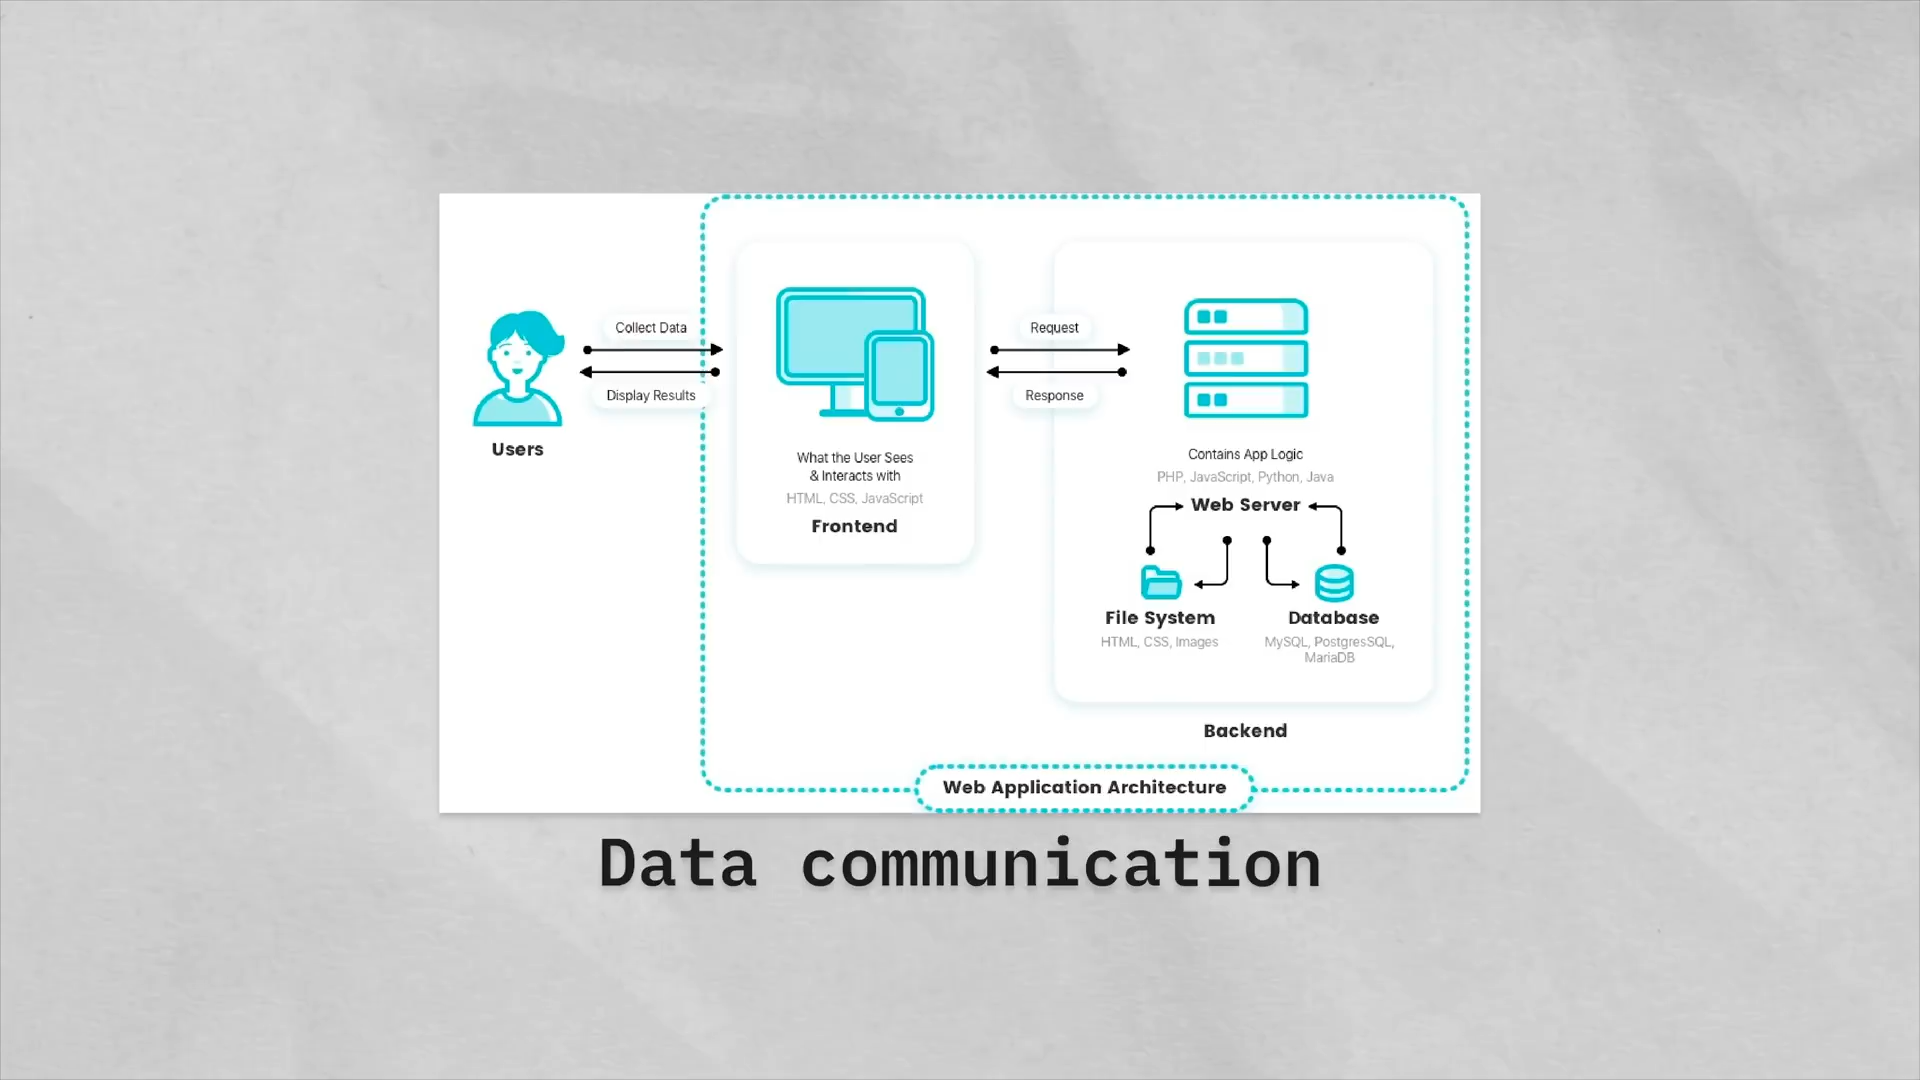 Collect Data
Display Results
Users
What the User Sees
& Interacts with
HTML, CSS, JavaScript
Frontend
Request
Response
Contains App Logic
PHP, JavaScript, Python, Java
Web Server
File System
HTML, CSS, Images
Database
MySQL, PostgresSQL,
MariaDB
Backend
Web Application Architecture
Data communication